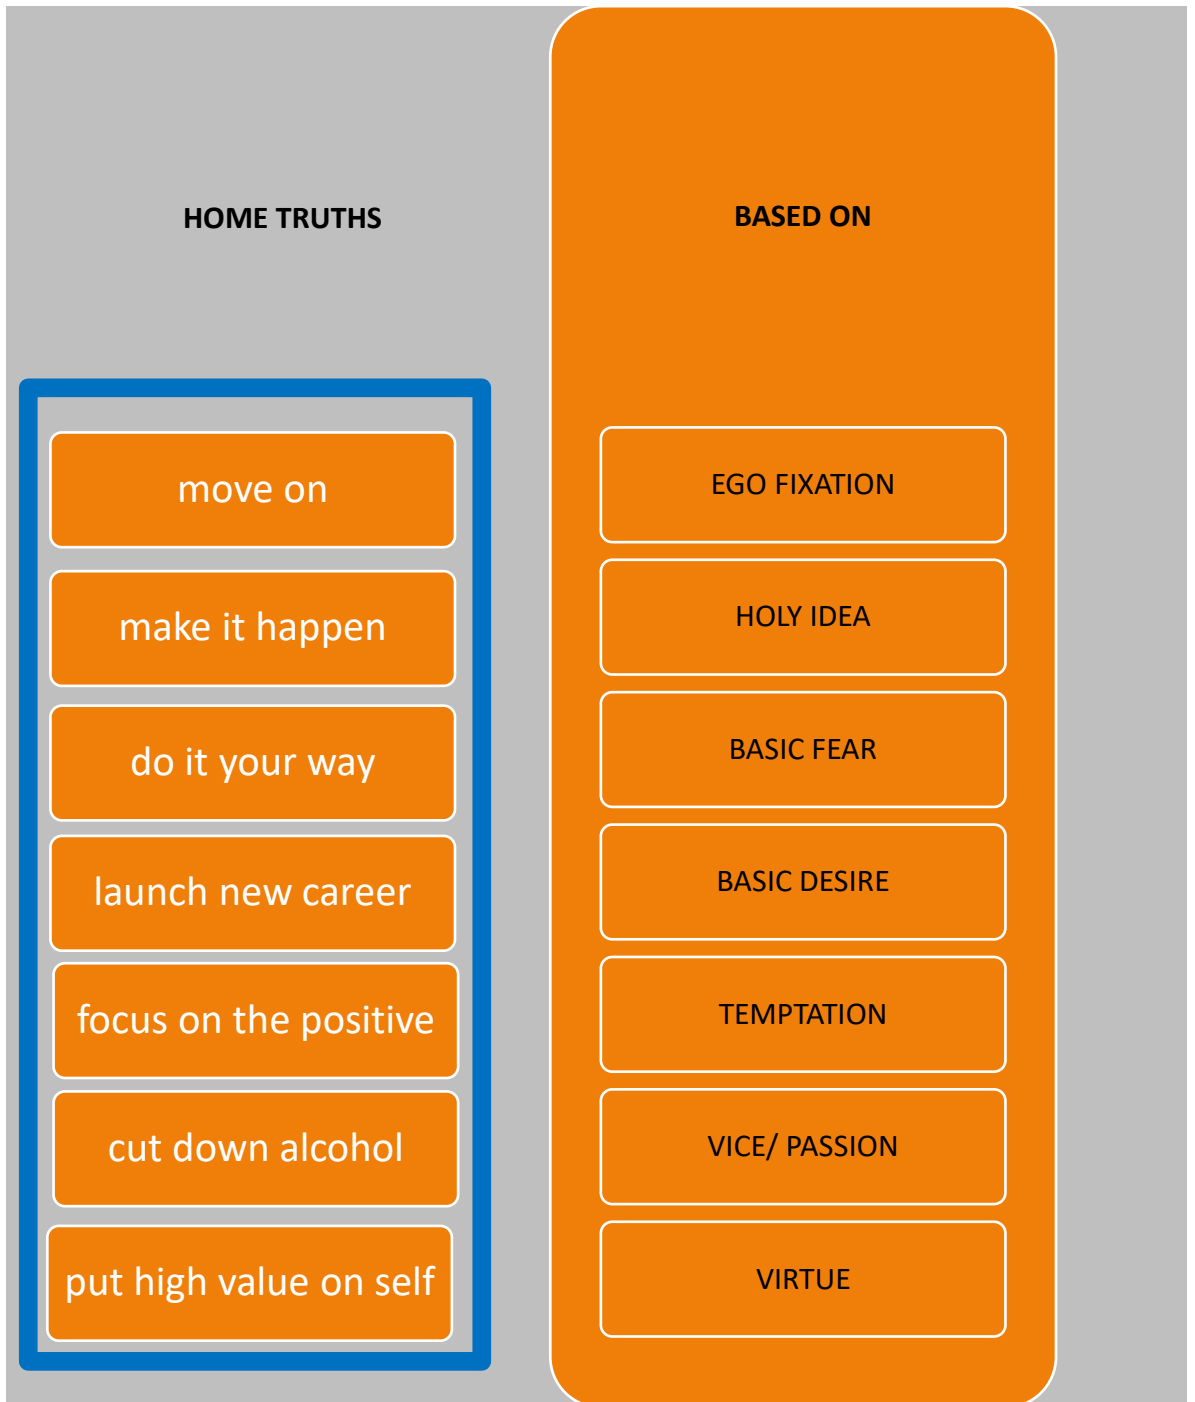 HOME TRUTHS
BASED ON
move on
EGO FIXATION
make it happen
HOLY IDEA
do it your way
BASIC FEAR
launch new career
BASIC DESIRE
focus on the positive
TEMPTATION
cut down alcohol
VICE/ PASSION
put high value on self
VIRTUE